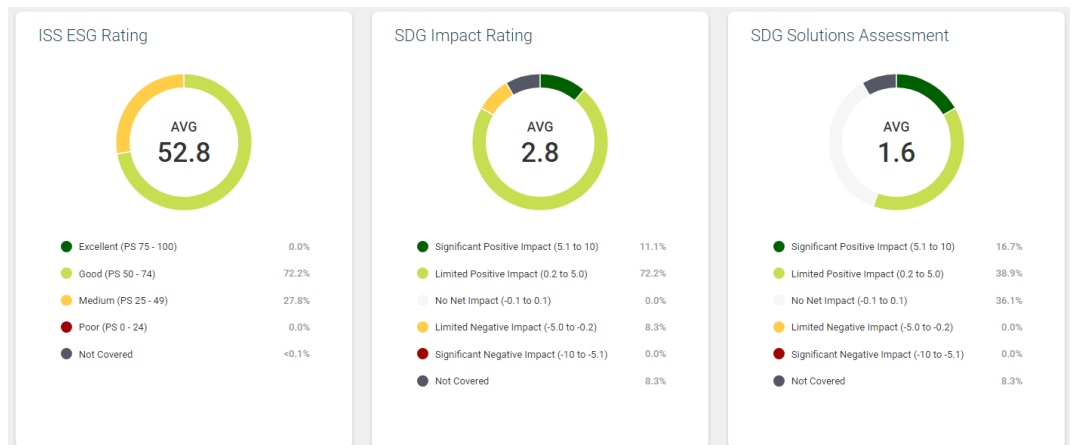 ISS ESG Rating
AVG
52.8
Excellent (PS 75 - 100) 0.0%
Good (PS 50 - 74) 72.2%
Medium (PS 25 - 49) 27.8%
Poor (PS 0 - 24) 0.0%
Not Covered <0.1%
SDG Impact Rating
AVG
2.8
Significant Positive Impact (5.1 to 10) 11.1%
Limited Positive Impact (0.2 to 5.0) 72.2%
No Net Impact (-0.1 to 0.1) 0.0%
Limited Negative Impact (-5.0 to -0.2) 8.3%
Significant Negative Impact (-10 to -5.1) 0.0%
Not Covered 8.3%
SDG Solutions Assessment
AVG
1.6
Significant Positive Impact (5.1 to 10) 16.7%
Limited Positive Impact (0.2 to 5.0) 38.9%
No Net Impact (-0.1 to 0.1) 36.1%
Limited Negative Impact (-5.0 to -0.2) 0.0%
Significant Negative Impact (-10 to -5.1) 0.0%
Not Covered 8.3%